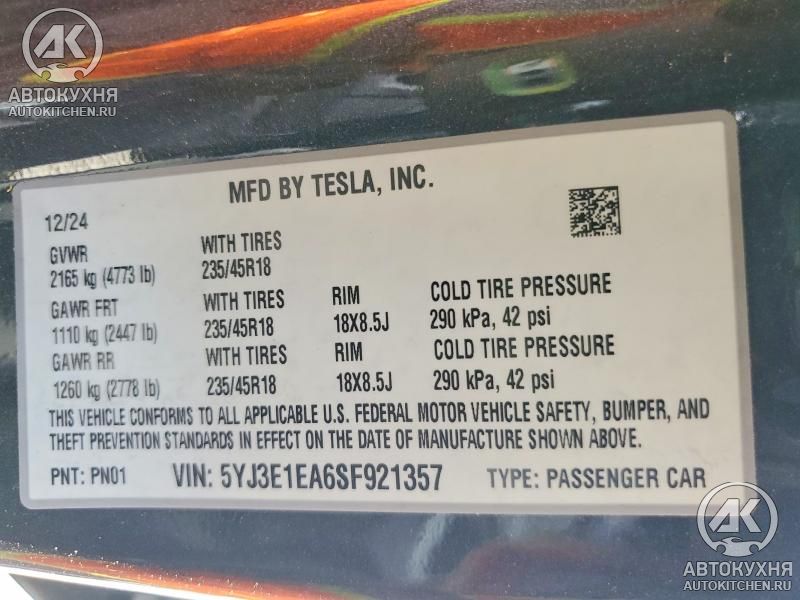 АВТОКУХНЯ
AUTOKITCHEN.RU
MFD BY TESLA, INC.
12/24
GVWR WITH TIRES
2165 kg (4773 lb) 235/45R18
GAWR FRT WITH TIRES RIM COLD TIRE PRESSURE
1110 kg (2447 lb) 235/45R18 18X8.5J 290 kPa, 42 psi
GAWR RR WITH TIRES RIM COLD TIRE PRESSURE
1260 kg (2778 lb) 235/45R18 18X8.5J 290 kPa, 42 psi
THIS VEHICLE CONFORMS TO ALL APPLICABLE U.S. FEDERAL MOTOR VEHICLE SAFETY, BUMPER, AND
THEFT PREVENTION STANDARDS IN EFFECT ON THE DATE OF MANUFACTURE SHOWN ABOVE.
PNT: PN01 VIN: 5YJ3E1EA6SF921357 TYPE: PASSENGER CAR
АК
АВТОКУХНЯ
AUTOKITCHEN.RU